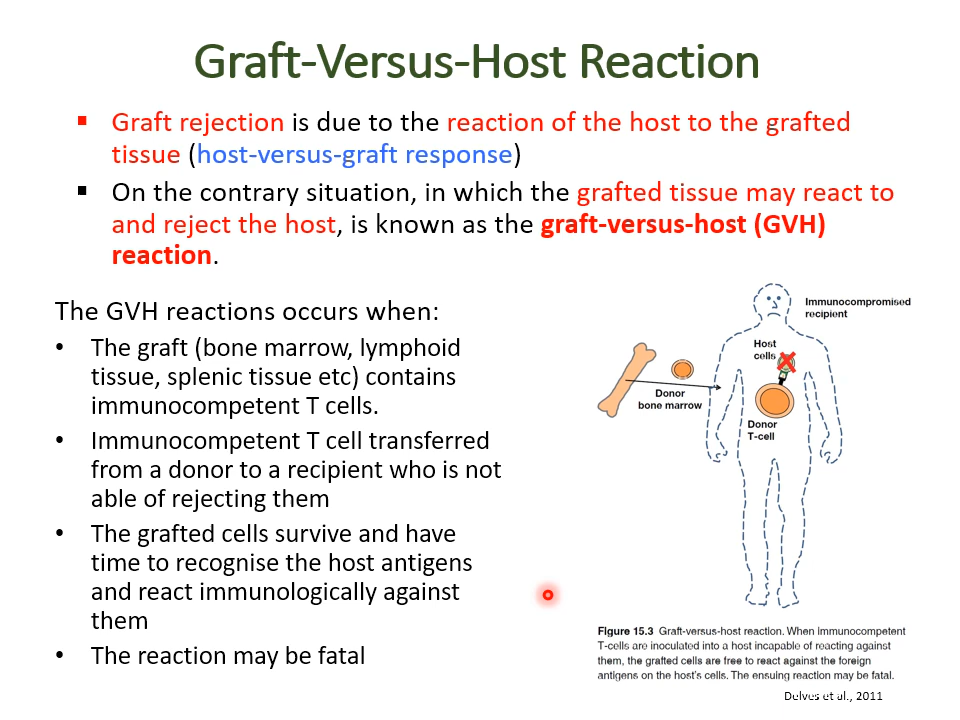 Graft-Versus-Host Reaction
▪ Graft rejection is due to the reaction of the host to the grafted
tissue (host-versus-graft response)
▪ On the contrary situation, in which the grafted tissue may react to
and reject the host, is known as the graft-versus-host (GVH)
reaction.
The GVH reactions occurs when:
• The graft (bone marrow, lymphoid
tissue, splenic tissue etc) contains
immunocompetent T cells.
• Immunocompetent T cell transferred
from a donor to a recipient who is not
able of rejecting them
• The grafted cells survive and have
time to recognise the host antigens
and react immunologically against
them
• The reaction may be fatal
Immunocompromised
recipient
Host
cells
Donor
bone marrow
Donor
T-cell
Figure 15.3 Graft-versus-host reaction. When immunocompetent
T-cells are inoculated into a host incapable of reacting against
them, the grafted cells are free to react against the foreign
antigens on the host's cells. The ensuing reaction may be fatal.
Delves et al., 2011